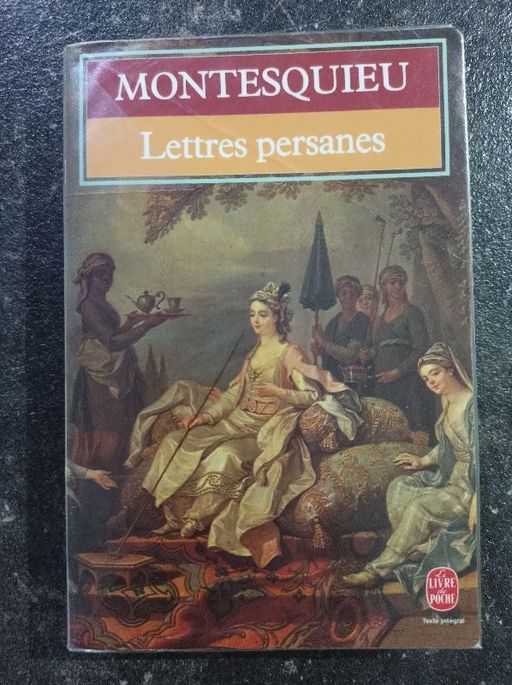 MONTESQUIEU
Lettres persanes
Le
LIVRE
de
POCHE
Texte intégral